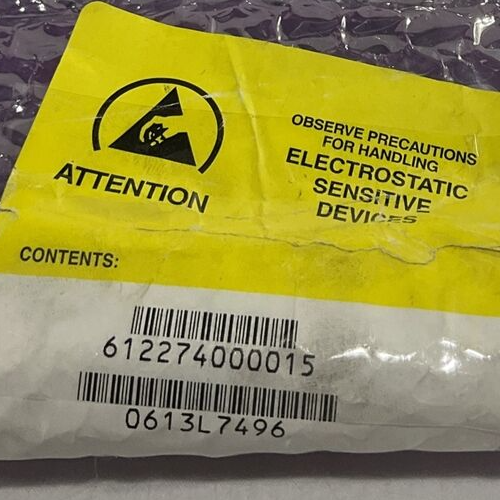 ATTENTION
OBSERVE PRECAUTIONS
FOR HANDLING
ELECTROSTATIC
SENSITIVE
DEVICES
CONTENTS:
612274000015
0613L7496